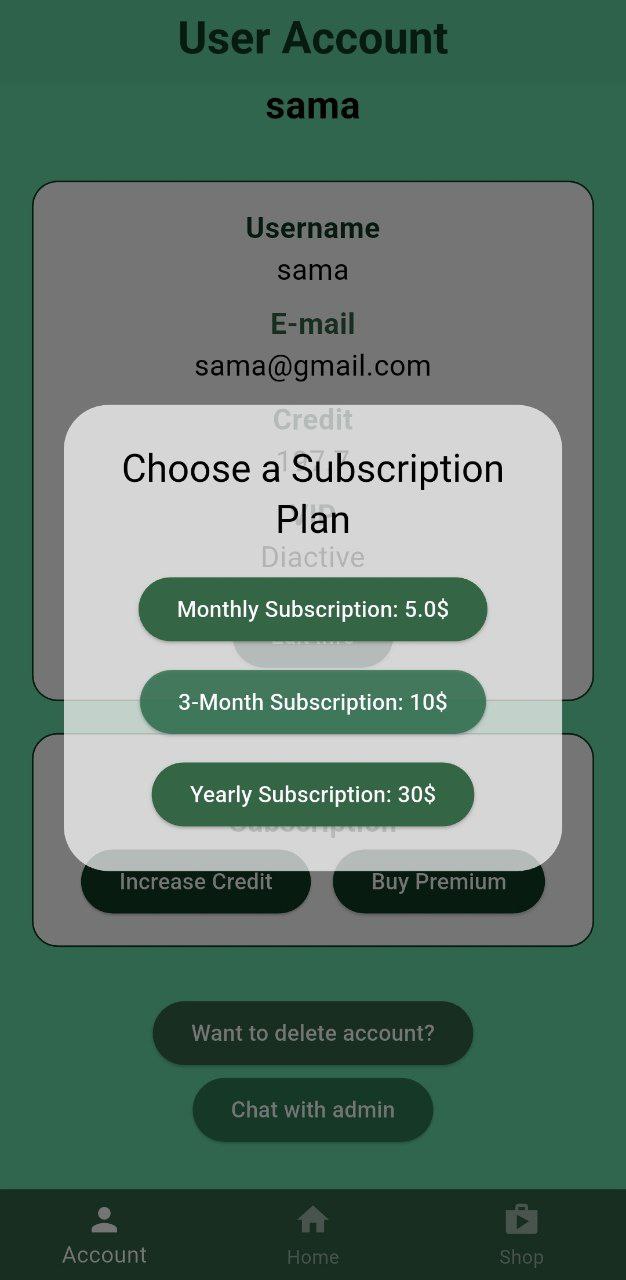 User Account
sama
Username
sama
E-mail
sama@gmail.com
Credit
Choose a Subscription
Plan
VIP
Diactive
Monthly Subscription: 5.0$
3-Month Subscription: 10$
Yearly Subscription: 30$
Subscription
Increase Credit
Buy Premium
Want to delete account?
Chat with admin
Account
Home
Shop